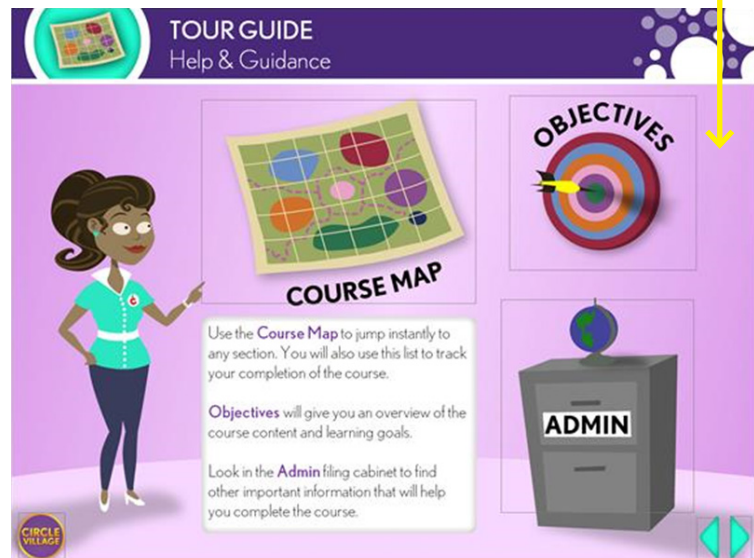 TOUR GUIDE
Help & Guidance
OBJECTIVES
COURSE MAP
Use the Course Map to jump instantly to
any section. You will also use this list to track
your completion of the course.
Objectives will give you an overview of the
course content and learning goals.
Look in the Admin filing cabinet to find
other important information that will help
you complete the course.
ADMIN
CIRCLE
VILLAGE